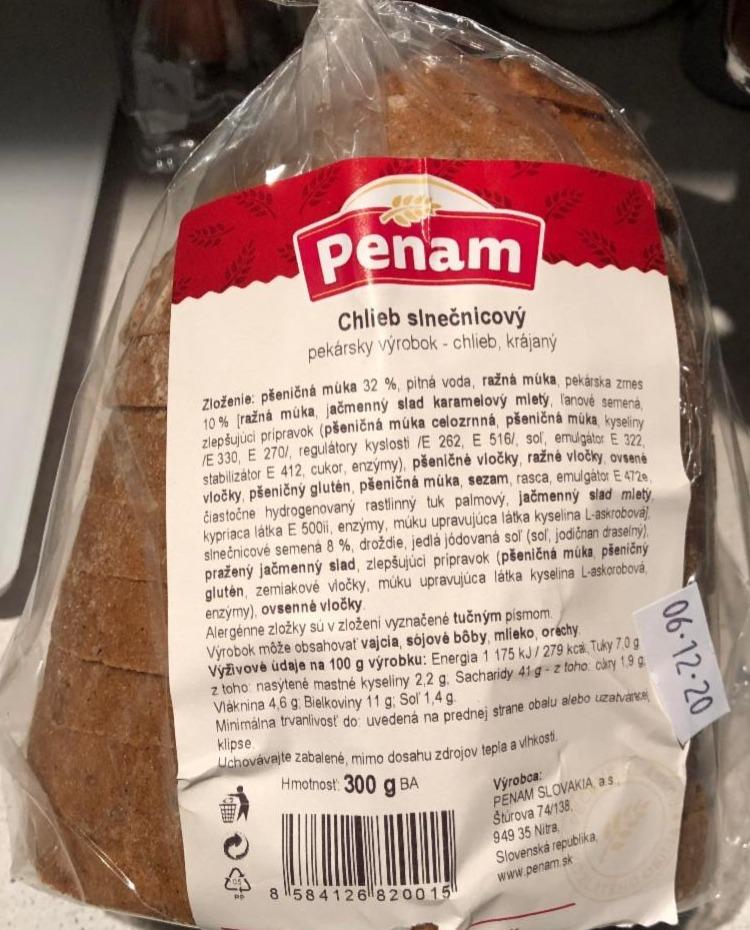 Penam
Chlieb slnečnicový
pekársky výrobok - chlieb, krájaný
Zloženie: pšeničná múka 32 %, pitná voda, ražná múka, pekárska zmes
10 % [ražná múka, jačmenný slad karamelový mletý, ľanové semená,
zlepšujúci prípravok (pšeničná múka celozrnná, pšeničná múka, kyseliny
/E 330, E 270/, regulátory kyslosti /E 262, E 516/, soľ, emulgátor E 322,
stabilizátor E 412, cukor, enzýmy), pšeničné vločky, ražné vločky, ovsené
vločky, pšeničný glutén, pšeničná múka, sezam, rasca, emulgátor E 472e,
čiastočne hydrogenovaný rastlinný tuk palmový, jačmenný slad mletý,
kypriaca látka E 500ii, enzýmy, múku upravujúca látka kyselina L-askrobová],
slnečnicové semená 8 %, droždie, jedlá jódovaná soľ (soľ, jodičnan draselný),
pražený jačmenný slad, zlepšujúci prípravok (pšeničná múka, pšeničný
glutén, zemiakové vločky, múku upravujúca látka kyselina L-askorobová,
enzýmy), ovsenné vločky.
Alergénne zložky sú v zložení vyznačené tučným písmom.
Výrobok môže obsahovať vajcia, sójové bôby, mlieko, orechy.
Výživové údaje na 100 g výrobku: Energia 1 175 kJ / 279 kcal, Tuky 7,0 g
z toho: nasýtené mastné kyseliny 2,2 g, Sacharidy 41 g - z toho: cukry 1,9 g,
Vláknina 4,6 g; Bielkoviny 11 g; Soľ 1,4 g.
Minimálna trvanlivosť do: uvedená na prednej strane obalu alebo uzatváracej
klipse.
Uchovávajte zabalené, mimo dosahu zdrojov tepla a vlhkosti.
Hmotnosť: 300 g BA
Výrobca:
PENAM SLOVAKIA a.s.,
Štúrova 74/138,
949 35 Nitra,
Slovenská republika,
www.penam.sk
05
PP
8 584126 820015
06.12.20